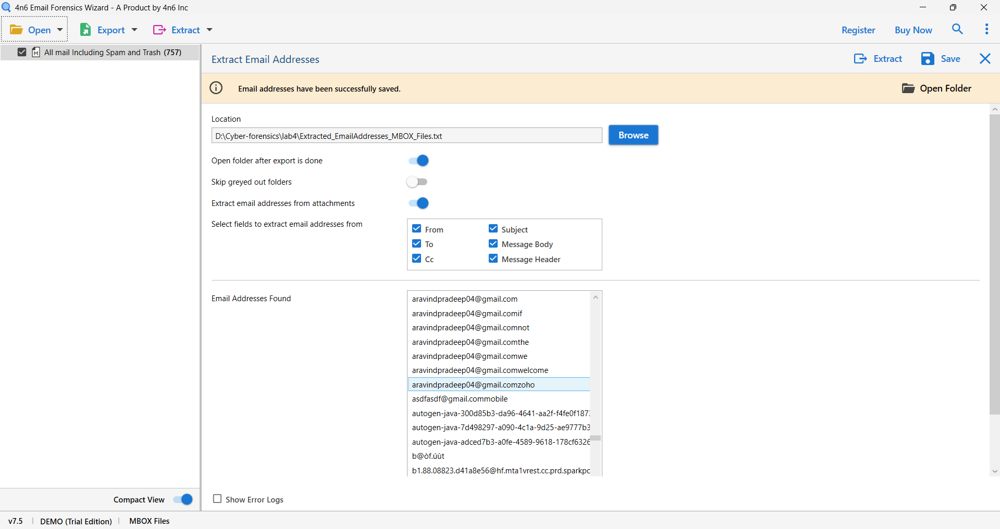 4n6 Email Forensics Wizard - A Product by 4n6 Inc
Open Export Extract Register Buy Now
All mail Including Spam and Trash (757)
Extract Email Addresses Extract Save
Email addresses have been successfully saved. Open Folder
Location
D:\Cyber-forensics\lab4\Extracted_EmailAddresses_MBOX_Files.txt Browse
Open folder after export is done
Skip greyed out folders
Extract email addresses from attachments
Select fields to extract email addresses from
From Subject
To Message Body
Cc Message Header
Email Addresses Found
aravindpradeep04@gmail.com
aravindpradeep04@gmail.comif
aravindpradeep04@gmail.comnot
aravindpradeep04@gmail.comthe
aravindpradeep04@gmail.comwe
aravindpradeep04@gmail.comwelcome
aravindpradeep04@gmail.comzoho
asdfasdf@gmail.commobile
autogen-java-300d85b3-da96-4641-aa2f-f4fe0f187
autogen-java-7d498297-a090-4c1a-9d25-ae9777b3
autogen-java-adced7b3-a0fe-4589-9618-178cf6326
b@òf.úùt
b1.88.08823.d41a8e56@hf.mta1vrest.cc.prd.sparkpo
Compact View
Show Error Logs
v7.5 DEMO (Trial Edition) MBOX Files